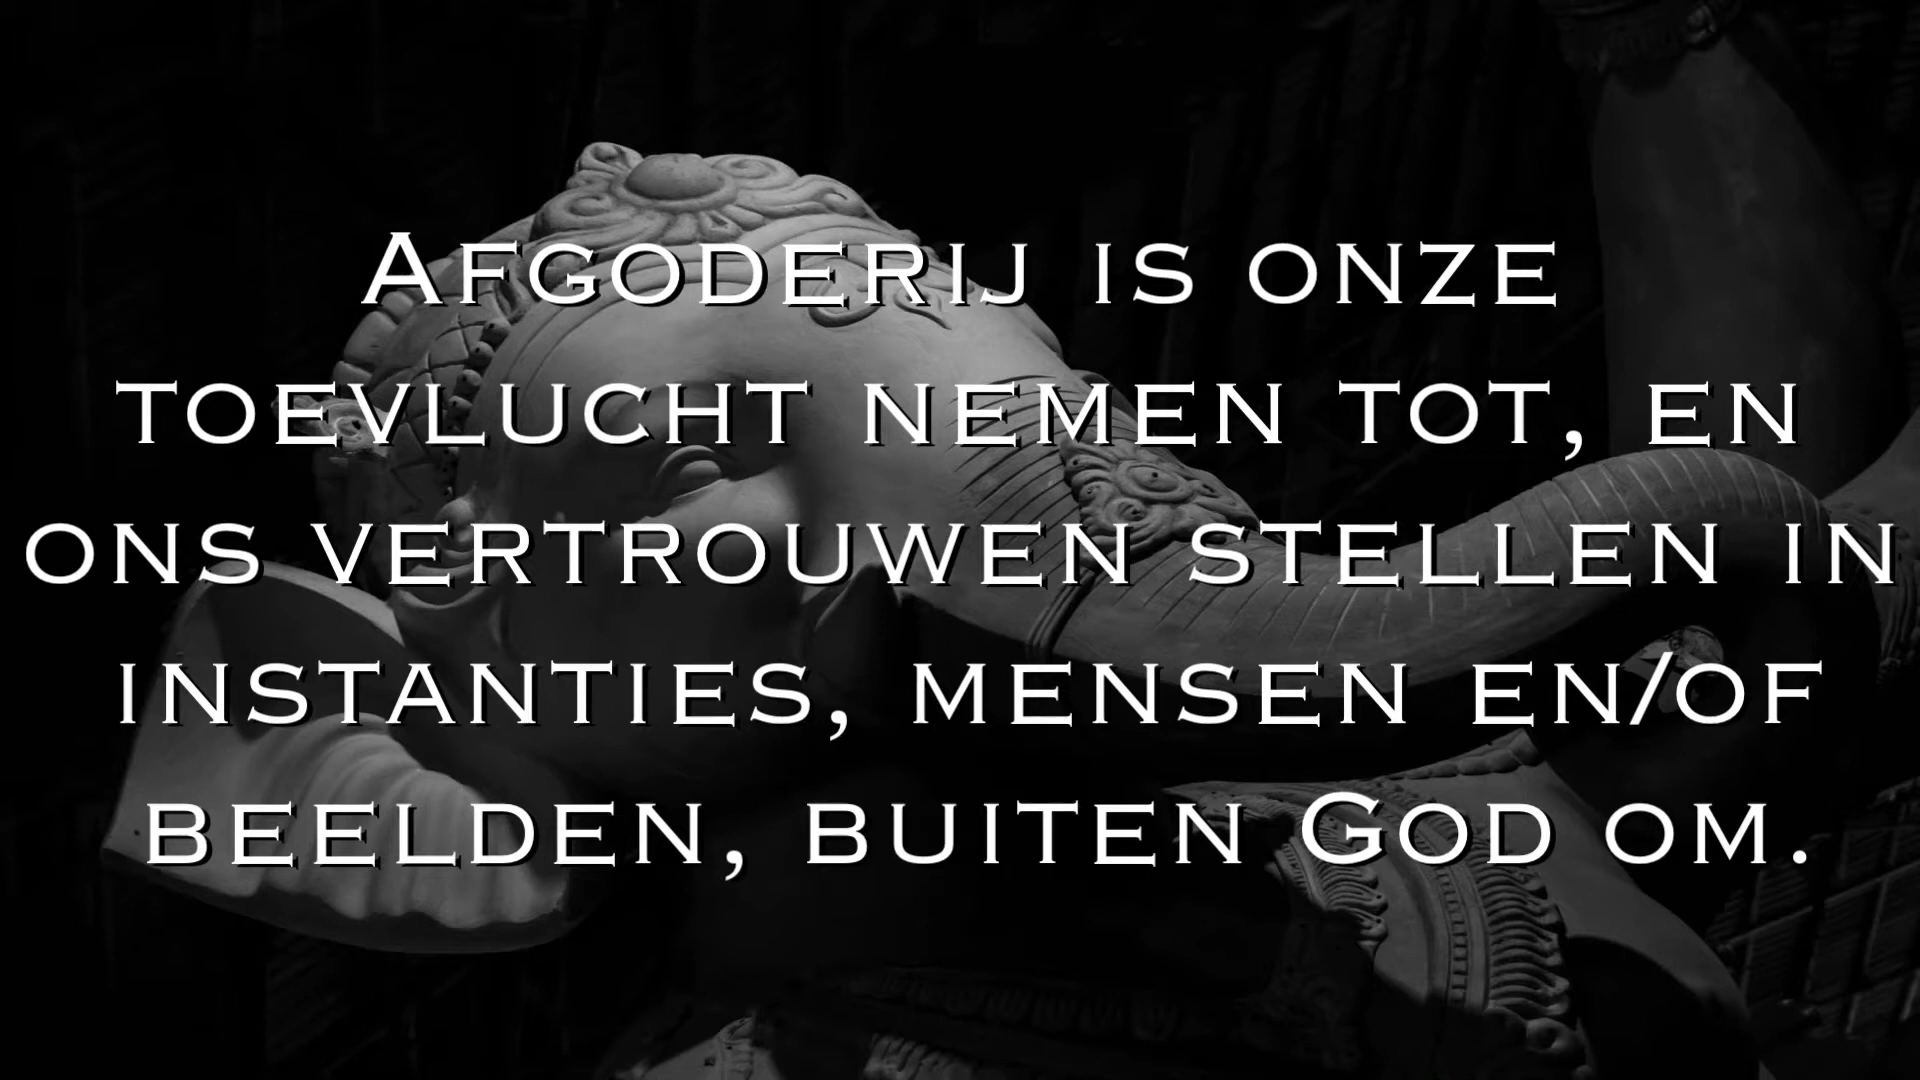 Afgoderij is onze
toevlucht nemen tot, en
ons vertrouwen stellen in
instanties, mensen en/of
beelden, buiten God om.